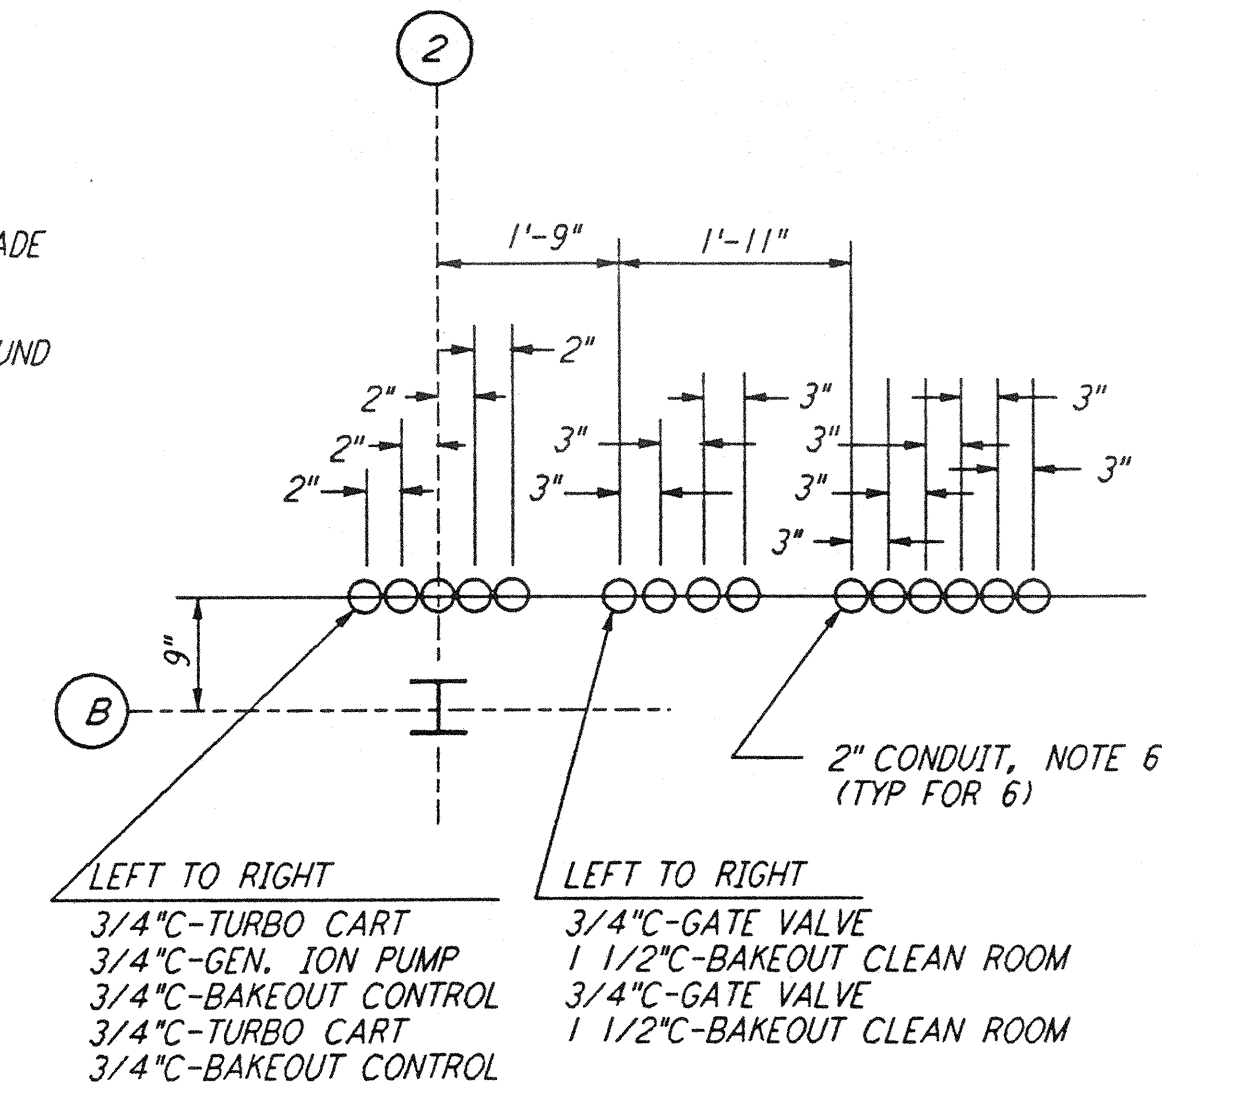 2
ADE
1'-9"
1'-11"
UND
2"
2"
3"
3"
2"
3"
3"
2"
3"
3"
3"
3"
9"
B
2" CONDUIT, NOTE 6
(TYP FOR 6)
LEFT TO RIGHT
3/4"C-TURBO CART
3/4"C-GEN. ION PUMP
3/4"C-BAKEOUT CONTROL
3/4"C-TURBO CART
3/4"C-BAKEOUT CONTROL
LEFT TO RIGHT
3/4"C-GATE VALVE
1 1/2"C-BAKEOUT CLEAN ROOM
3/4"C-GATE VALVE
1 1/2"C-BAKEOUT CLEAN ROOM